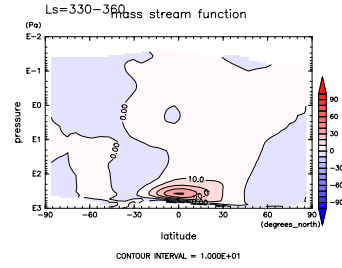 Ls=330-360
mass stream function
(Pa)
E-2
E-1
E0
E1
E2
E3
pressure
0.00
0.00
10.0
-90 -60 -30 0 30 60 90
(degrees_north)
latitude
90
60
30
0
-30
-60
-90
CONTOUR INTERVAL = 1.000E+01